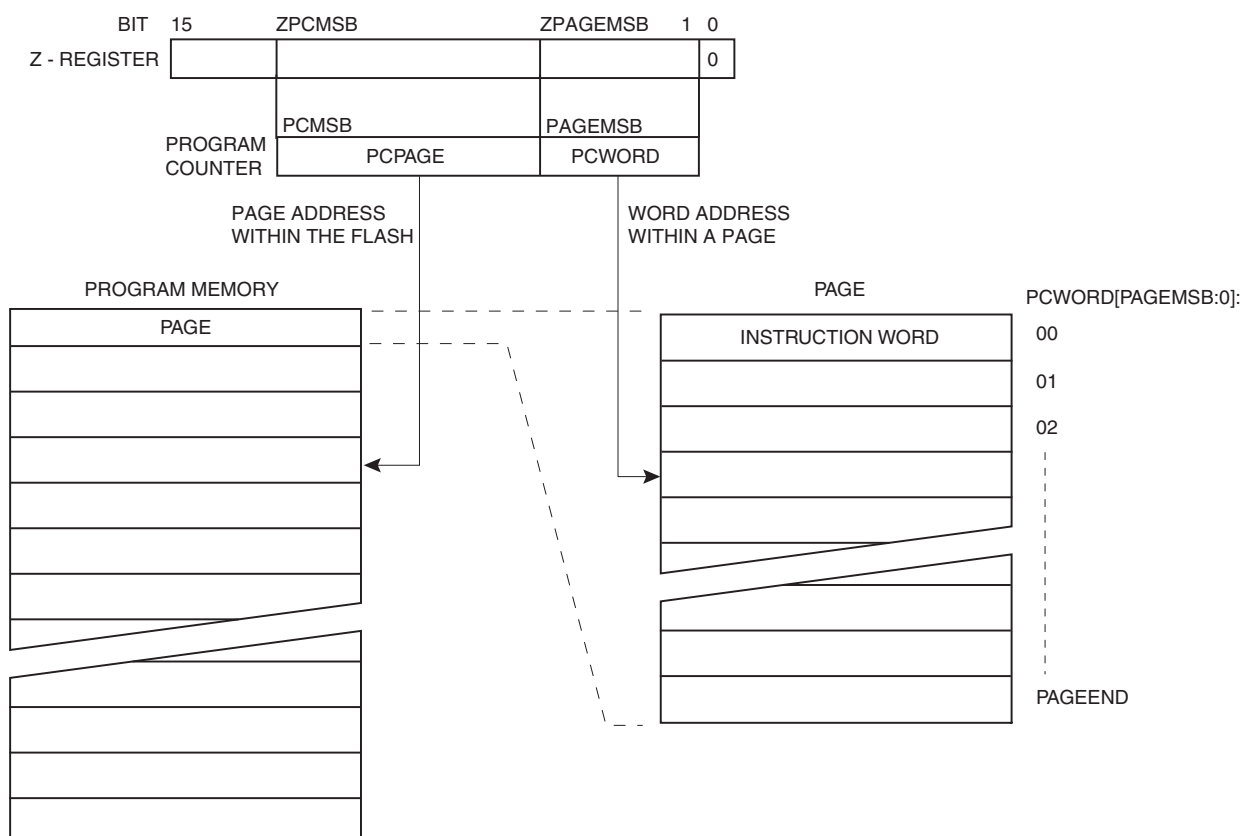 BIT 15 ZPCMSB ZPAGEMSB 1 0
Z - REGISTER 0
PCMSB PAGEMSB
PROGRAM
COUNTER
PCPAGE PCWORD
PAGE ADDRESS
WITHIN THE FLASH
WORD ADDRESS
WITHIN A PAGE
PROGRAM MEMORY
PAGE
PAGE
PCWORD[PAGEMSB:0]:
INSTRUCTION WORD 00
01
02
PAGEEND